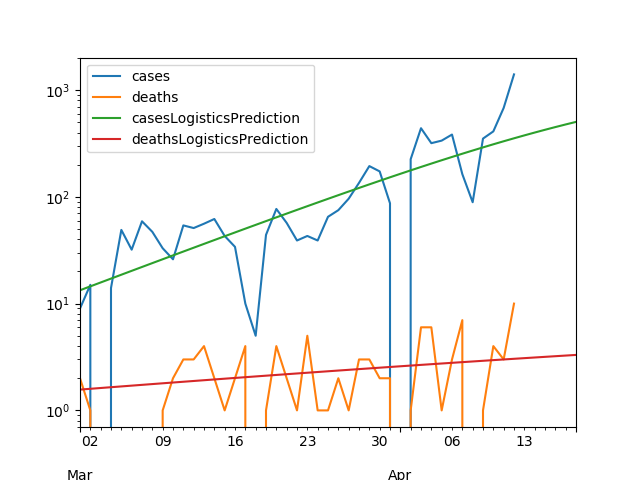 10³
10²
10¹
10⁰
cases
deaths
casesLogisticsPrediction
deathsLogisticsPrediction
02 09 16 23 30 06 13
Mar Apr